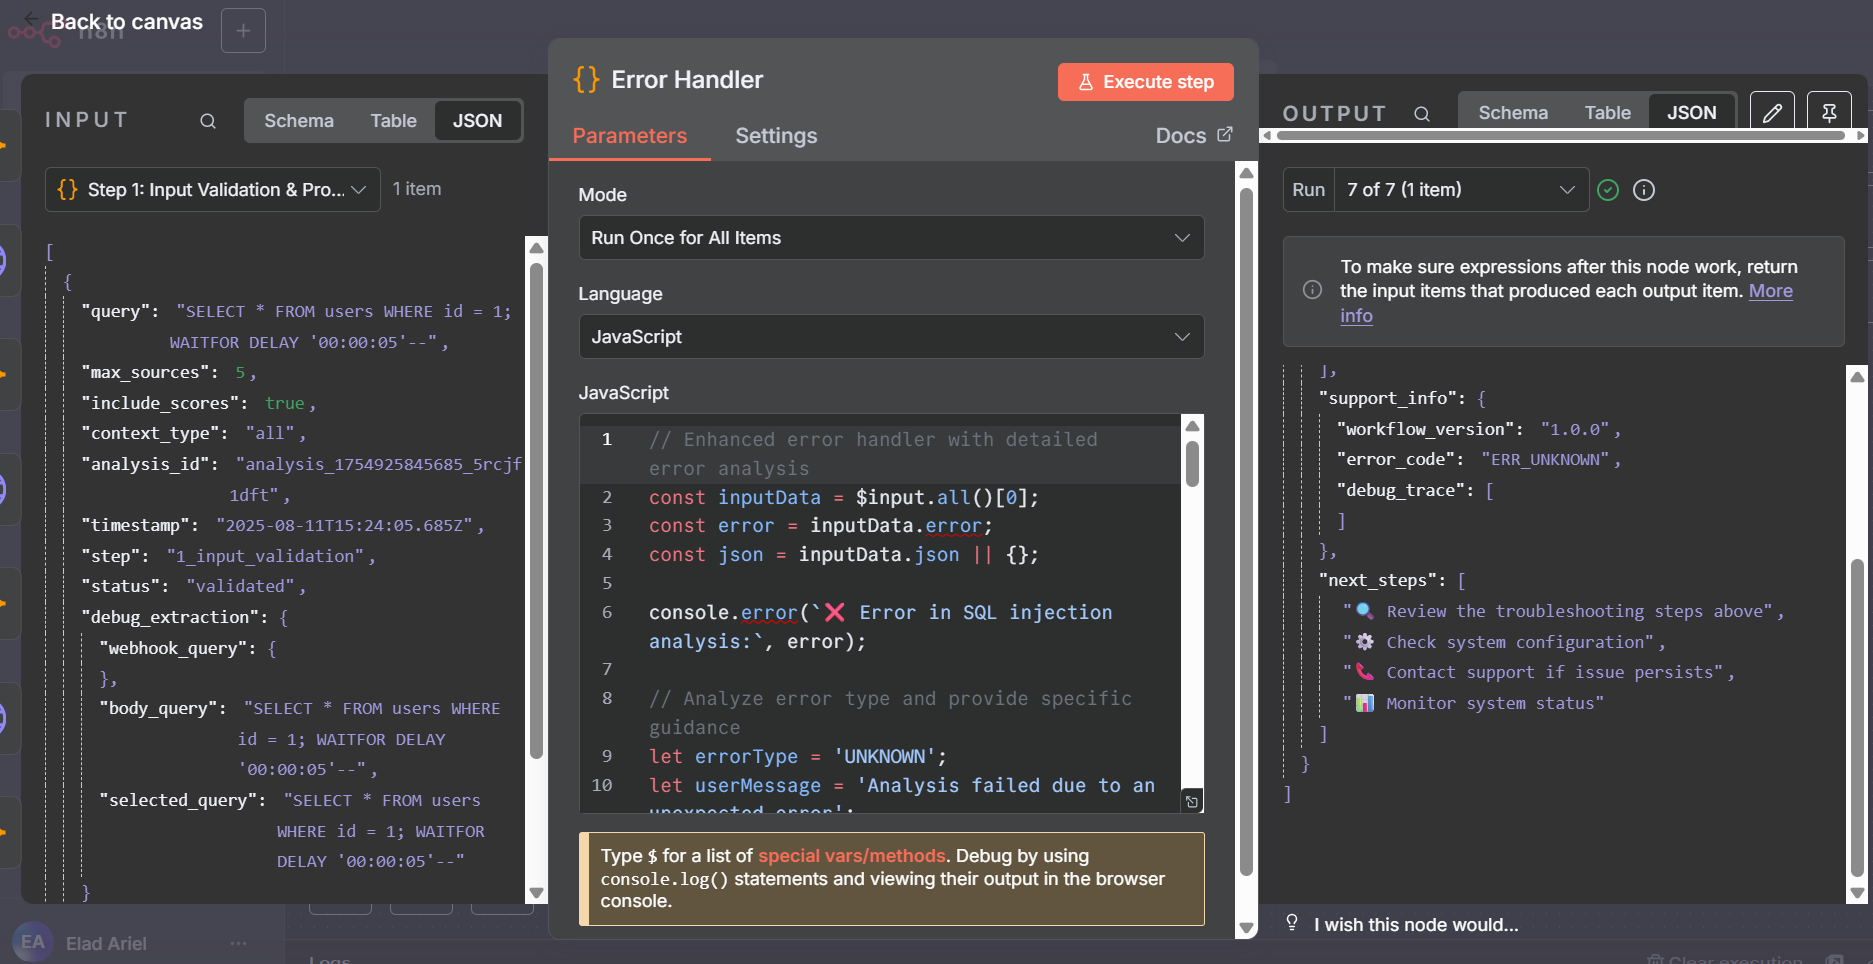 Back to canvas
n8n
INPUT
Schema
Table
JSON
Step 1: Input Validation & Pro...
1 item
[
{
"query": "SELECT * FROM users WHERE id = 1;
WAITFOR DELAY '00:00:05'--",
"max_sources": 5,
"include_scores": true,
"context_type": "all",
"analysis_id": "analysis_1754925845685_5rcjf
1dft",
"timestamp": "2025-08-11T15:24:05.685Z",
"step": "1_input_validation",
"status": "validated",
"debug_extraction": {
"webhook_query": {
},
"body_query": "SELECT * FROM users WHERE
id = 1; WAITFOR DELAY
'00:00:05'--",
"selected_query": "SELECT * FROM users
WHERE id = 1; WAITFOR
DELAY '00:00:05'--"
}
EA
Elad Ariel
...
{} Error Handler
Execute step
Parameters
Settings
Docs
Mode
Run Once for All Items
Language
JavaScript
JavaScript
1 // Enhanced error handler with detailed
error analysis
2 const inputData = $input.all()[0];
3 const error = inputData.error;
4 const json = inputData.json || {};
5
6 console.error(`❌ Error in SQL injection
analysis:`, error);
7
8 // Analyze error type and provide specific
guidance
9 let errorType = 'UNKNOWN';
10 let userMessage = 'Analysis failed due to an
unexpected error';
Type $ for a list of special vars/methods. Debug by using
console.log() statements and viewing their output in the browser
console.
Logs
OUTPUT
Schema
Table
JSON
Run
7 of 7 (1 item)
To make sure expressions after this node work, return
the input items that produced each output item. More
info
],
"support_info": {
"workflow_version": "1.0.0",
"error_code": "ERR_UNKNOWN",
"debug_trace": [
]
},
"next_steps": [
"🔍 Review the troubleshooting steps above",
"⚙️ Check system configuration",
"📞 Contact support if issue persists",
"📊 Monitor system status"
]
}
]
I wish this node would...
Clear execution